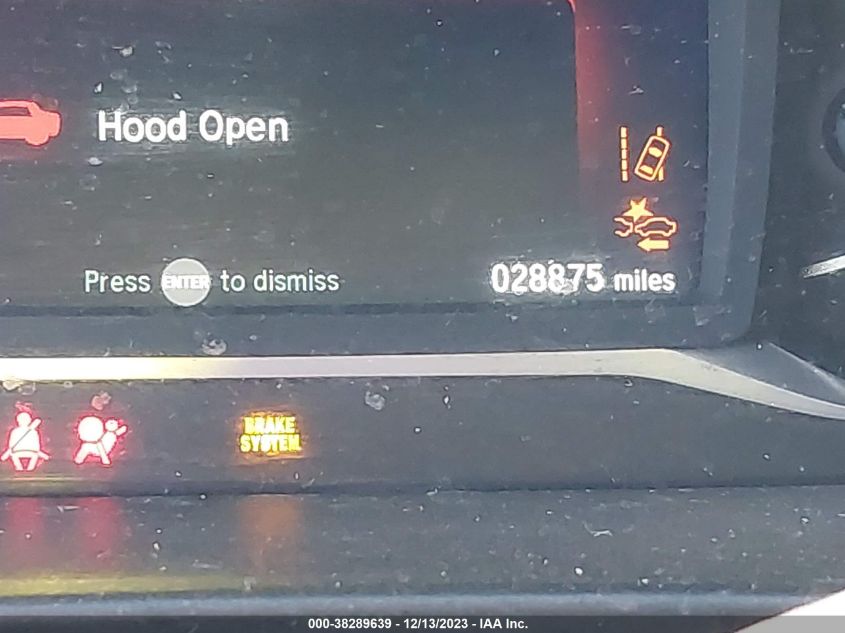 Hood Open
Press ENTER to dismiss
028875 miles
BRAKE
SYSTEM
000-38289639 - 12/13/2023 - IAA Inc.